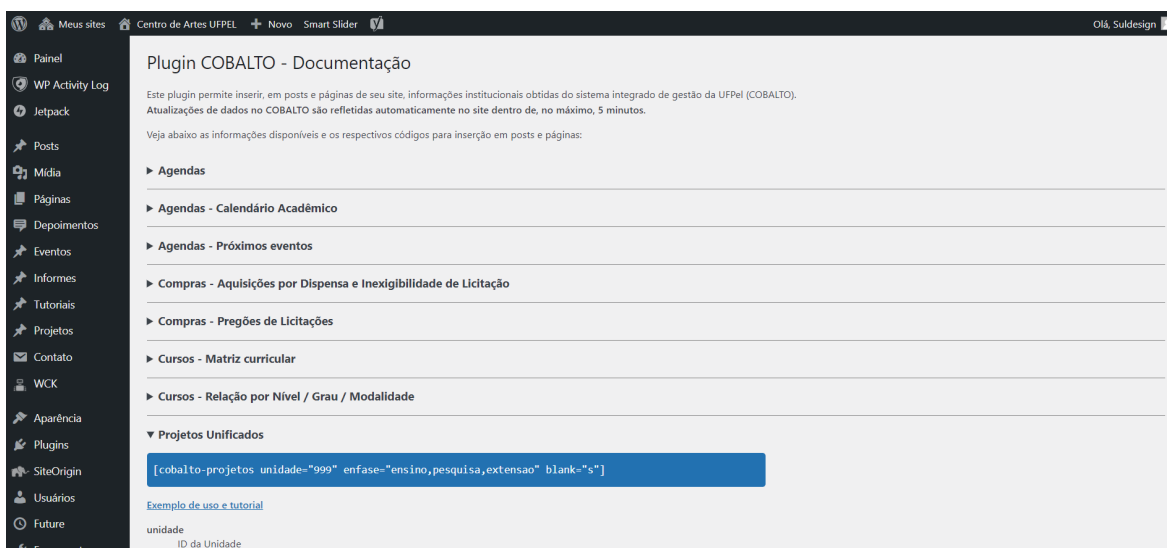 Meus sites Centro de Artes UFPEL Novo Smart Slider Olá, Suldesign
Painel
WP Activity Log
Jetpack
Posts
Mídia
Páginas
Depoimentos
Eventos
Informes
Tutoriais
Projetos
Contato
WCK
Aparência
Plugins
SiteOrigin
Usuários
Future
Plugin COBALTO - Documentação
Este plugin permite inserir, em posts e páginas de seu site, informações institucionais obtidas do sistema integrado de gestão da UFPel (COBALTO).
Atualizações de dados no COBALTO são refletidas automaticamente no site dentro de, no máximo, 5 minutos.
Veja abaixo as informações disponíveis e os respectivos códigos para inserção em posts e páginas:
Agendas
Agendas - Calendário Acadêmico
Agendas - Próximos eventos
Compras - Aquisições por Dispensa e Inexigibilidade de Licitação
Compras - Pregões de Licitações
Cursos - Matriz curricular
Cursos - Relação por Nível / Grau / Modalidade
Projetos Unificados
[cobalto-projetos unidade="999" enfase="ensino,pesquisa,extensao" blank="s"]
Exemplo de uso e tutorial
unidade
ID da Unidade